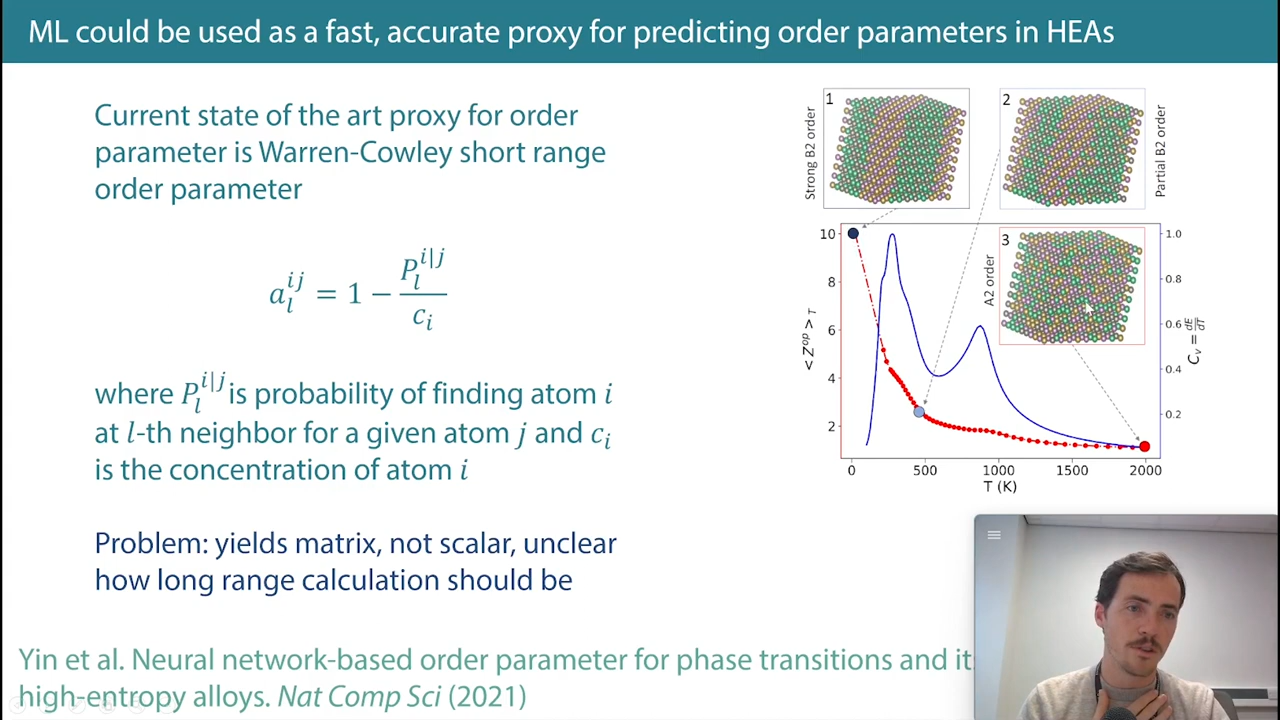 ML could be used as a fast, accurate proxy for predicting order parameters in HEAs
Current state of the art proxy for order
parameter is Warren-Cowley short range
order parameter
a_l^{ij} = 1 − P_l^{i|j} / c_i
where P_l^{i|j} is probability of finding atom i
at l-th neighbor for a given atom j and c_i
is the concentration of atom i
Problem: yields matrix, not scalar, unclear
how long range calculation should be
Yin et al. Neural network-based order parameter for phase transitions and its
high-entropy alloys. Nat Comp Sci (2021)
Strong B2 order
1
2
Partial B2 order
A2 order
3
< Z^{op} >_T
10
8
6
4
2
0
500
1000
1500
2000
T (K)
1.0
0.8
0.6
0.4
0.2
C_v = dE/dT